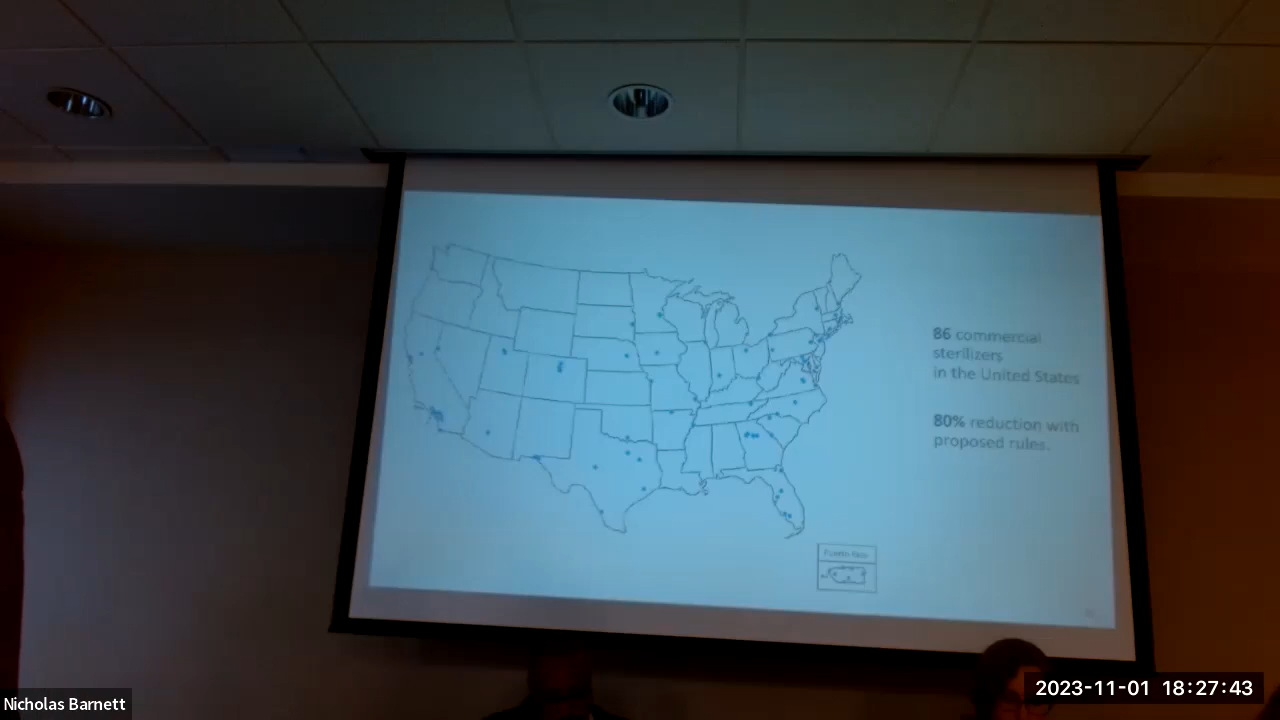 86 commercial
sterilizers
in the United States
80% reduction with
proposed rules.
Puerto Rico
Nicholas Barnett
2023-11-01 18:27:43